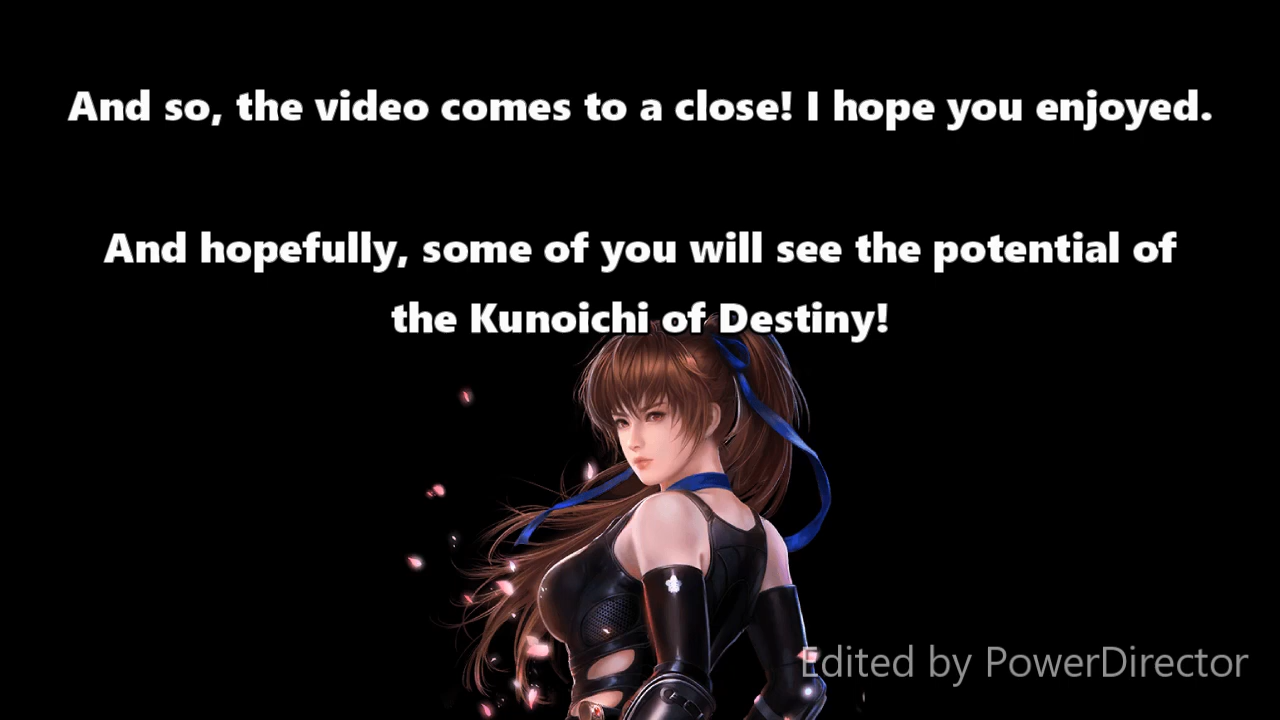 And so, the video comes to a close! I hope you enjoyed.
And hopefully, some of you will see the potential of
the Kunoichi of Destiny!
Edited by PowerDirector